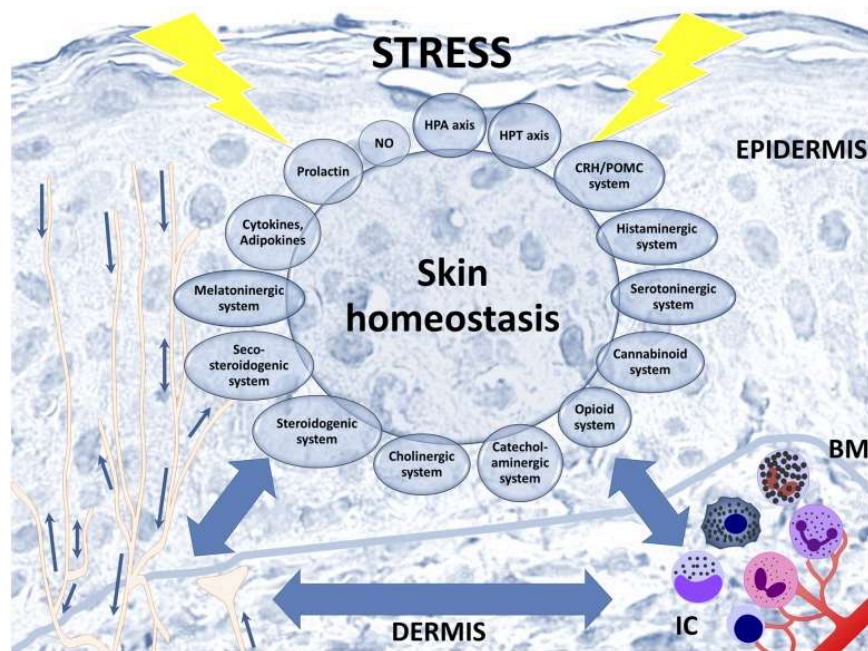 STRESS
HPA axis
NO
HPT axis
EPIDERMIS
Prolactin
CRH/POMC
system
Cytokines,
Adipokines
Histaminergic
system
Skin
homeostasis
Melatoninergic
system
Serotoninergic
system
Seco-
steroidogenic
system
Cannabinoid
system
Steroidogenic
system
Opioid
system
Cholinergic
system
Catechol-
aminergic
system
BM
IC
DERMIS